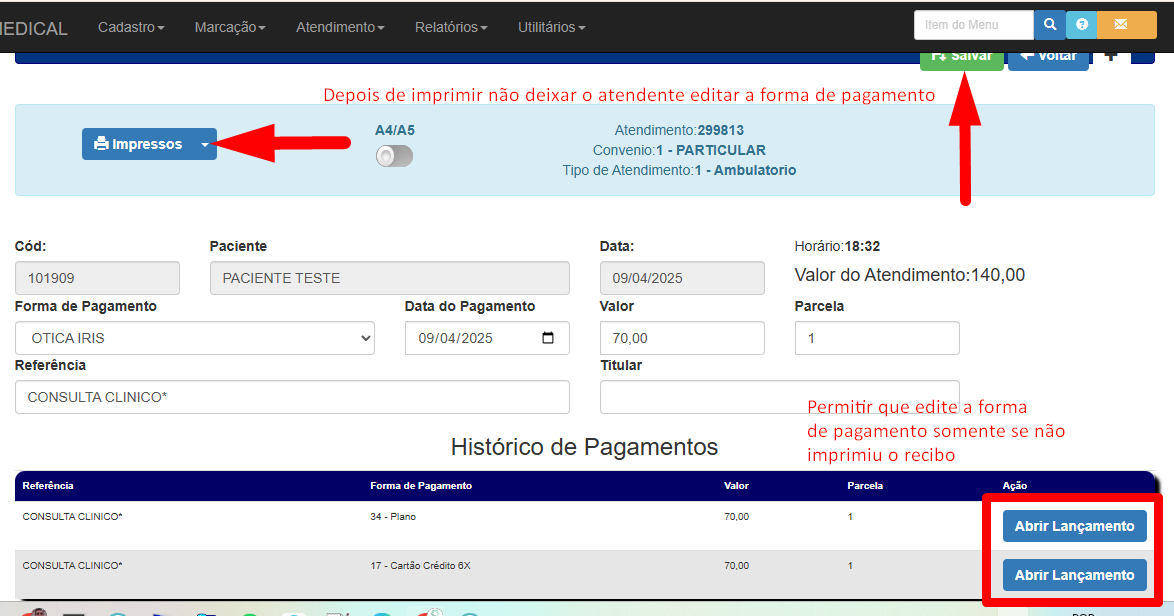 MEDICAL Cadastro Marcação Atendimento Relatórios Utilitários Item do Menu
Salvar Voltar
Depois de imprimir não deixar o atendente editar a forma de pagamento
Impressos
A4/A5
Atendimento:299813
Convenio:1 - PARTICULAR
Tipo de Atendimento:1 - Ambulatorio
Cód: Paciente Data: Horário:18:32
101909 PACIENTE TESTE 09/04/2025 Valor do Atendimento:140,00
Forma de Pagamento Data do Pagamento Valor Parcela
OTICA IRIS 09/04/2025 70,00 1
Referência Titular
CONSULTA CLINICO*
Permitir que edite a forma
de pagamento somente se não
imprimiu o recibo
Histórico de Pagamentos
Referência Forma de Pagamento Valor Parcela Ação
CONSULTA CLINICO* 34 - Plano 70,00 1 Abrir Lançamento
CONSULTA CLINICO* 17 - Cartão Crédito 6X 70,00 1 Abrir Lançamento